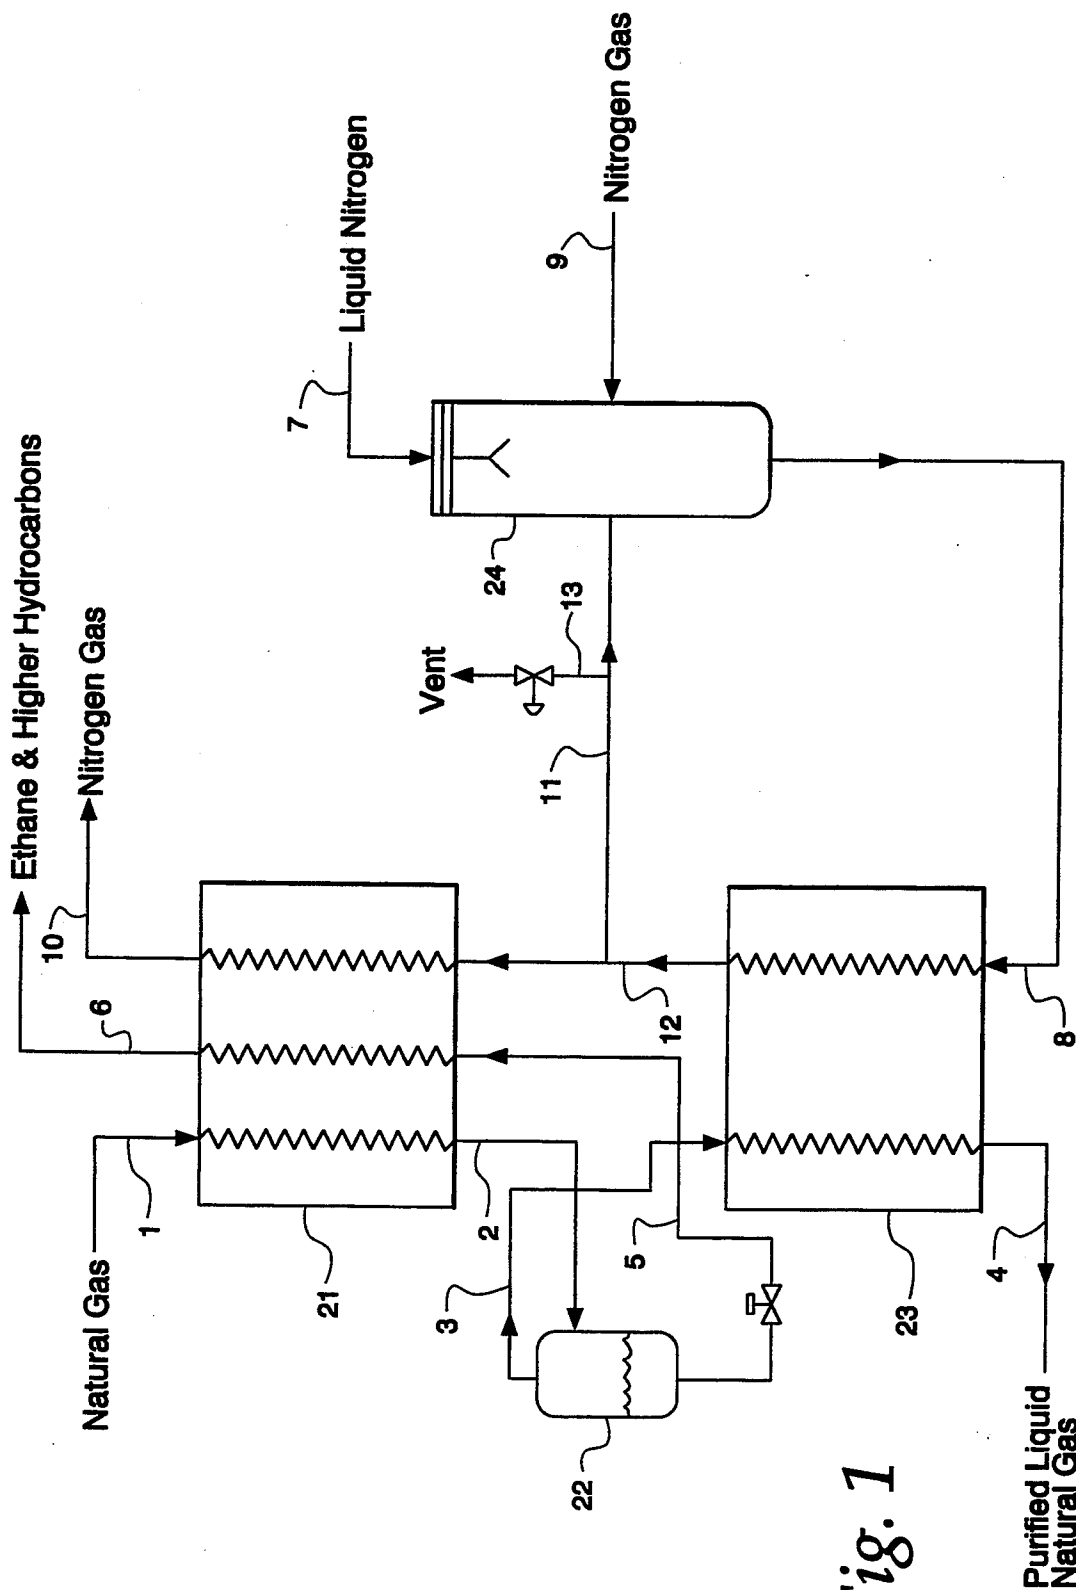 Ethane & Higher Hydrocarbons
Nitrogen Gas
10
6
Natural Gas
1
21
2
3
5
22
Liquid Nitrogen
7
24
Vent
13
11
9
Nitrogen Gas
12
8
23
4
Purified Liquid
Natural Gas
ig. 1